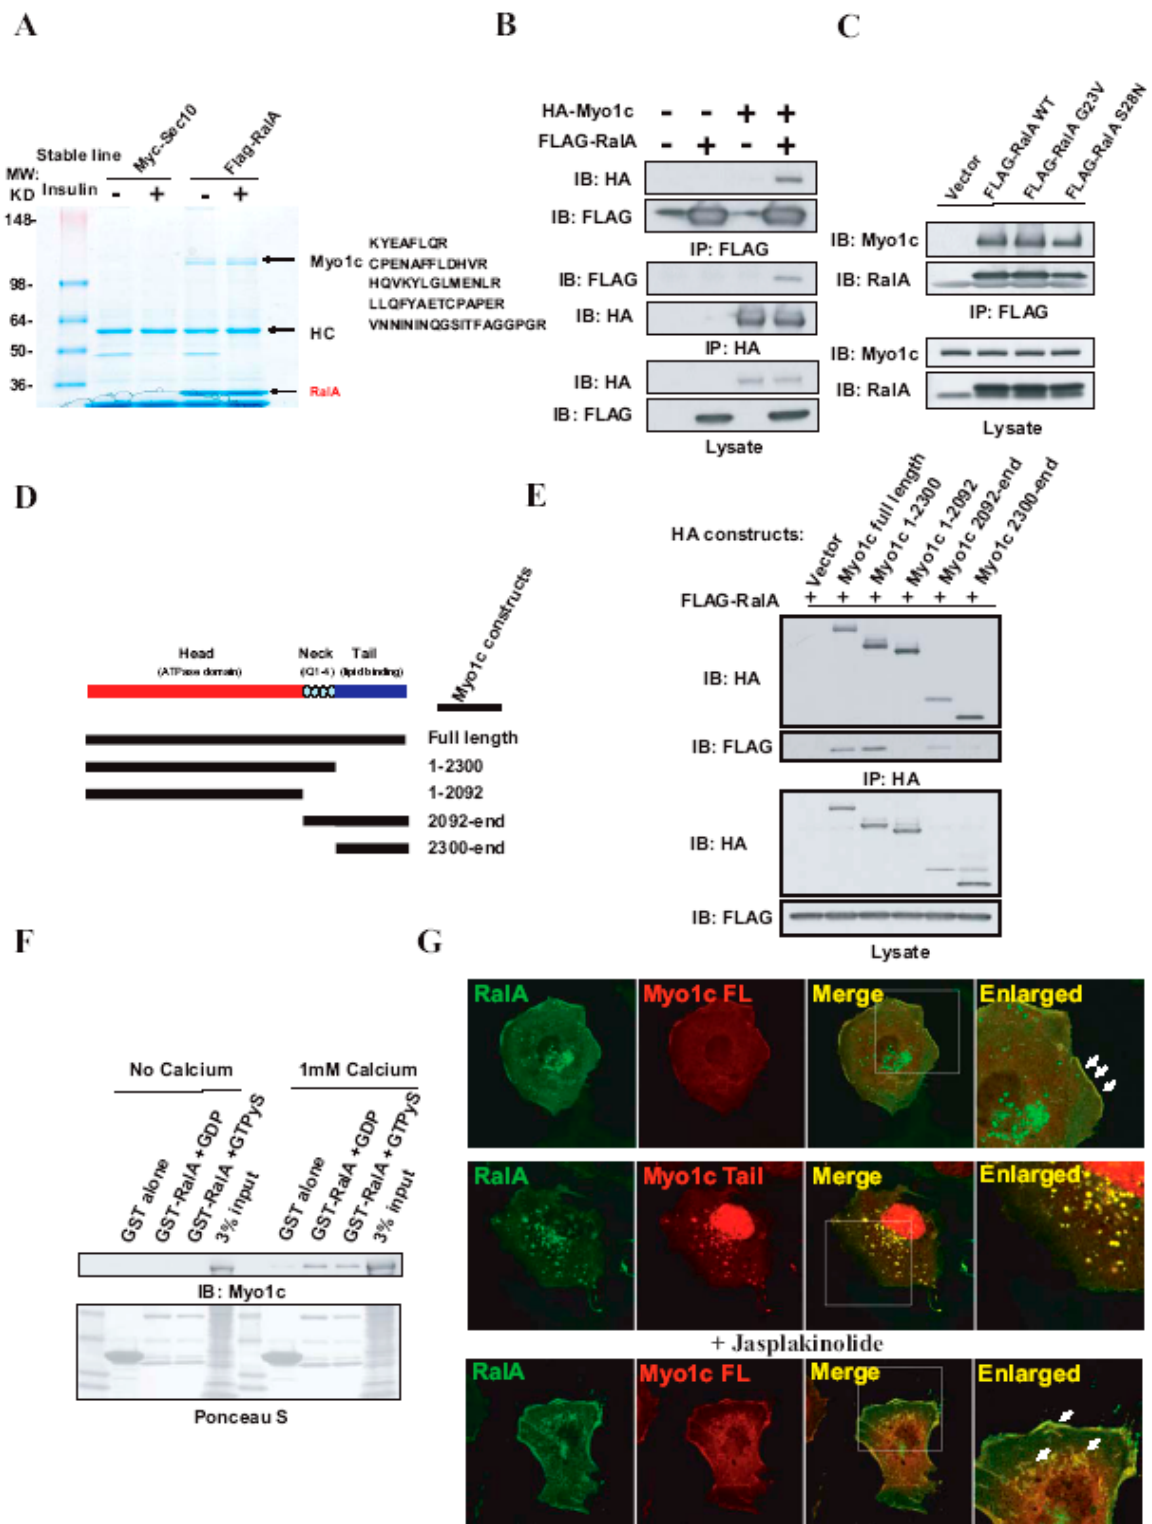 A
Stable line
Myc-Sec10
Flag-RalA
MW:
KD
Insulin
-
+
-
+
148-
98-
64-
50-
36-
Myo1c
KYEAFLQR
CPENAFFLDHVR
HQVKYLGLMENLR
LLQFYAETCPAPER
VNNININQGSITFAGGPGR
HC
RalA
B
HA-Myo1c - - + +
FLAG-RalA - + - +
IB: HA
IB: FLAG
IP: FLAG
IB: FLAG
IB: HA
IP: HA
IB: HA
IB: FLAG
Lysate
C
Vector
FLAG-RalA WT
FLAG-RalA G23V
FLAG-RalA S28N
IB: Myo1c
IB: RalA
IP: FLAG
IB: Myo1c
IB: RalA
Lysate
D
Head
(ATPase domain)
Neck
(IQ1-4)
Tail
(lipid binding)
Myo1c constructs
Full length
1-2300
1-2092
2092-end
2300-end
E
HA constructs:
Vector
Myo1c full length
Myo1c 1-2300
Myo1c 1-2092
Myo1c 2092-end
Myo1c 2300-end
FLAG-RalA + + + + + +
IB: HA
IB: FLAG
IP: HA
IB: HA
IB: FLAG
Lysate
F
No Calcium
1mM Calcium
GST alone
GST-RalA +GDP
GST-RalA +GTPyS
3% input
GST alone
GST-RalA +GDP
GST-RalA +GTPyS
3% input
IB: Myo1c
Ponceau S
G
RalA
Myo1c FL
Merge
Enlarged
RalA
Myo1c Tail
Merge
Enlarged
+ Jasplakinolide
RalA
Myo1c FL
Merge
Enlarged